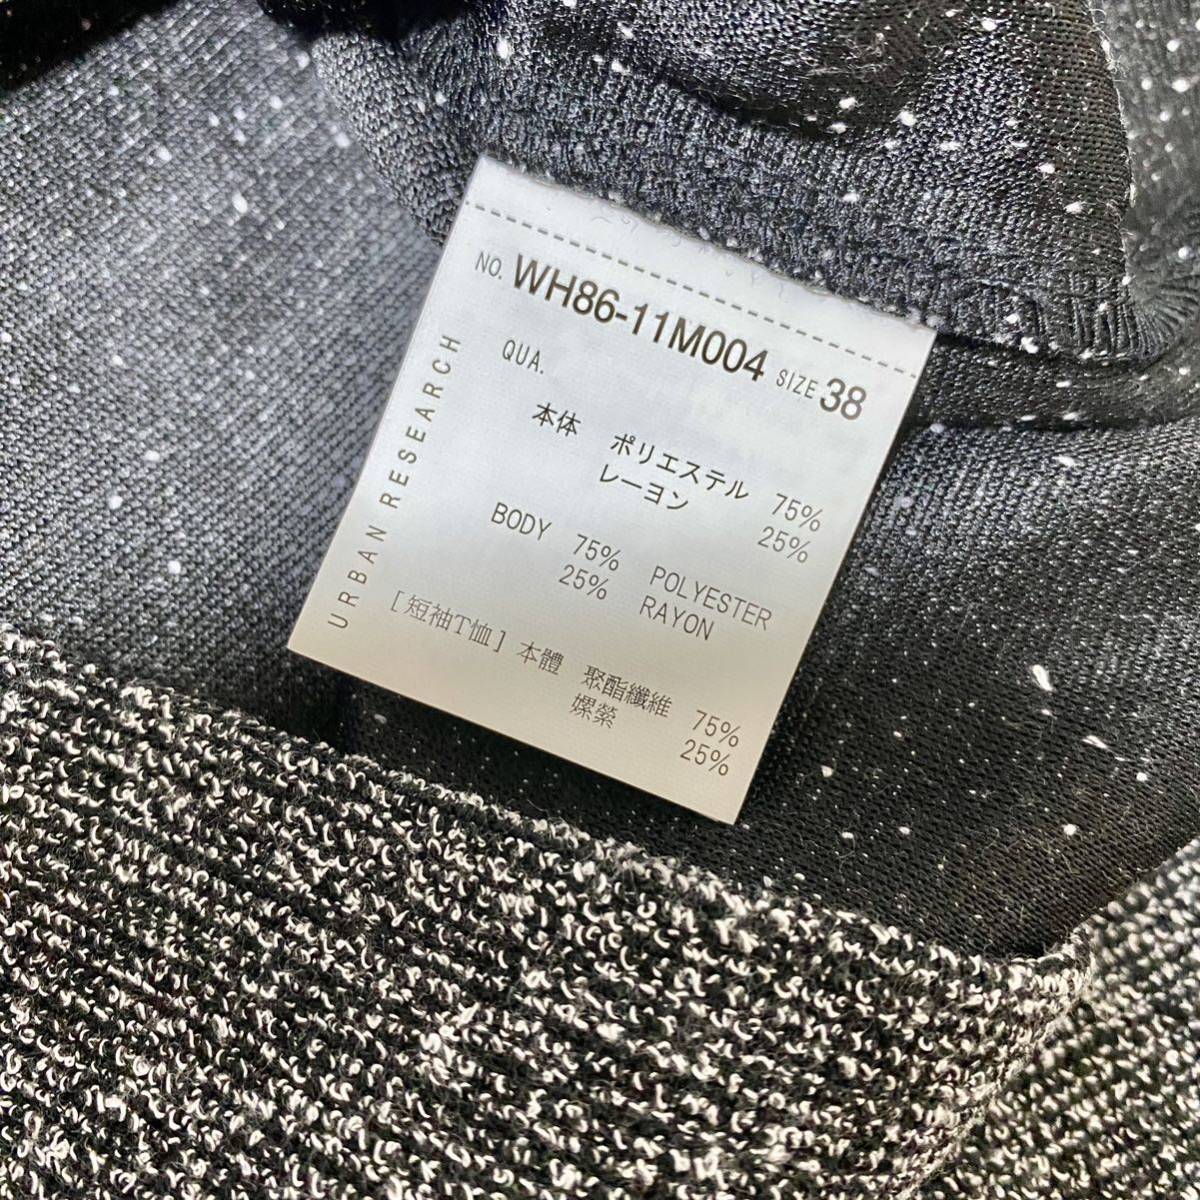 NO. WH86-11M004 SIZE 38
QUA.
本体 ポリエステル 75%
レーヨン 25%
BODY 75% POLYESTER
25% RAYON
[短袖T恤] 本體 聚酯纖維 75%
嫘縈 25%
URBAN RESEARCH